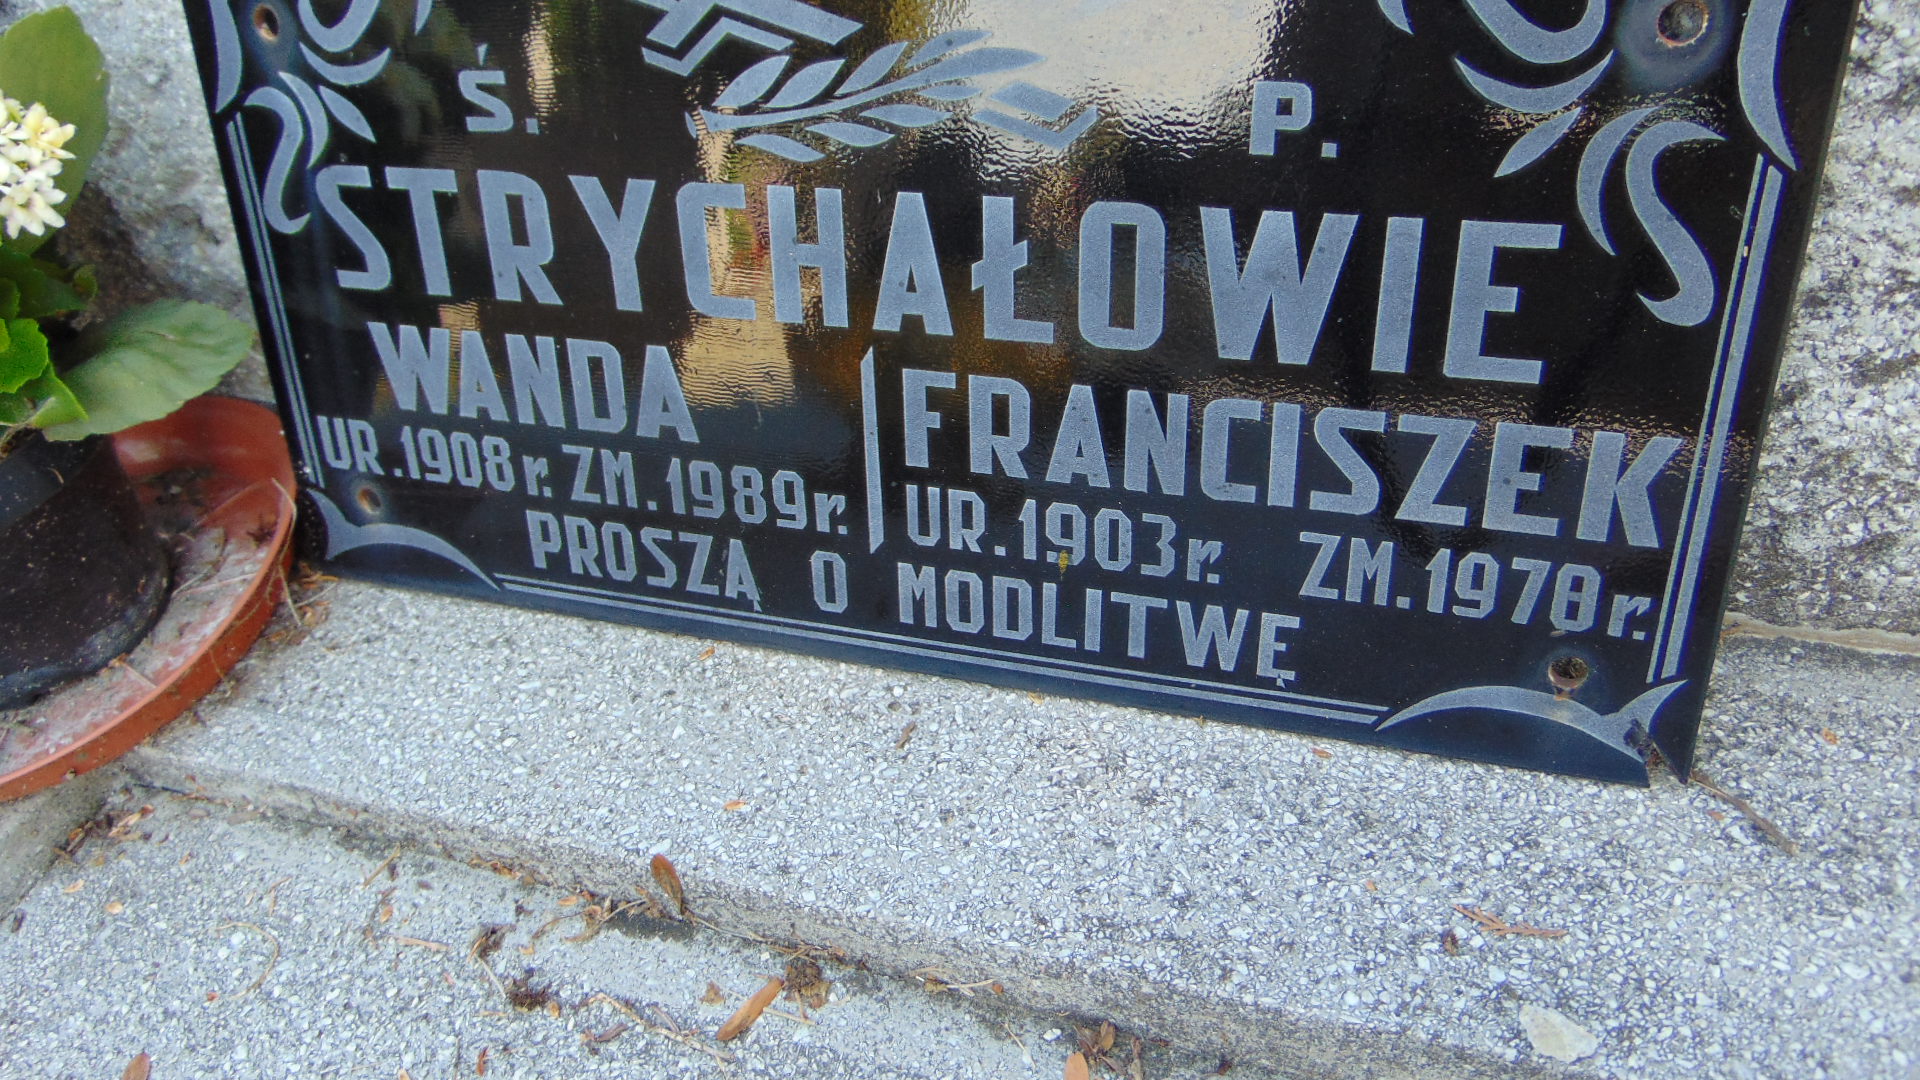 Ś. P.
STRYCHAŁOWIE
WANDA
UR. 1908 r. ZM. 1989 r.
FRANCISZEK
UR. 1903 r. ZM. 1978 r.
PROSZĄ O MODLITWĘ